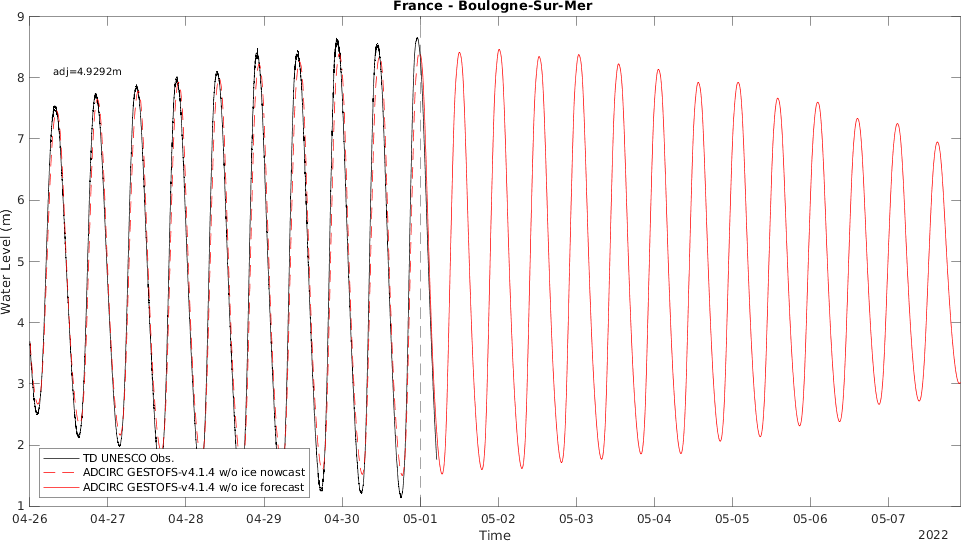 France - Boulogne-Sur-Mer
9
8
7
6
5
4
3
2
1
adj=4.9292m
Water Level (m)
TD UNESCO Obs.
ADCIRC GESTOFS-v4.1.4 w/o ice nowcast
ADCIRC GESTOFS-v4.1.4 w/o ice forecast
04-26 04-27 04-28 04-29 04-30 05-01 05-02 05-03 05-04 05-05 05-06 05-07
Time
2022